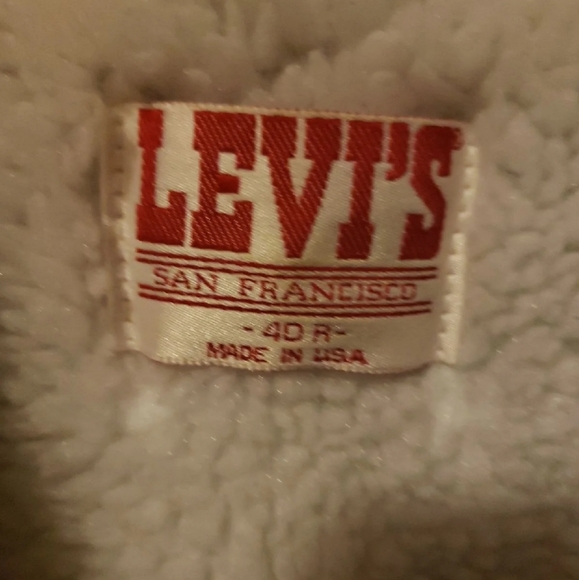 LEVI'S
SAN FRANCISCO
-40 R-
MADE IN USA